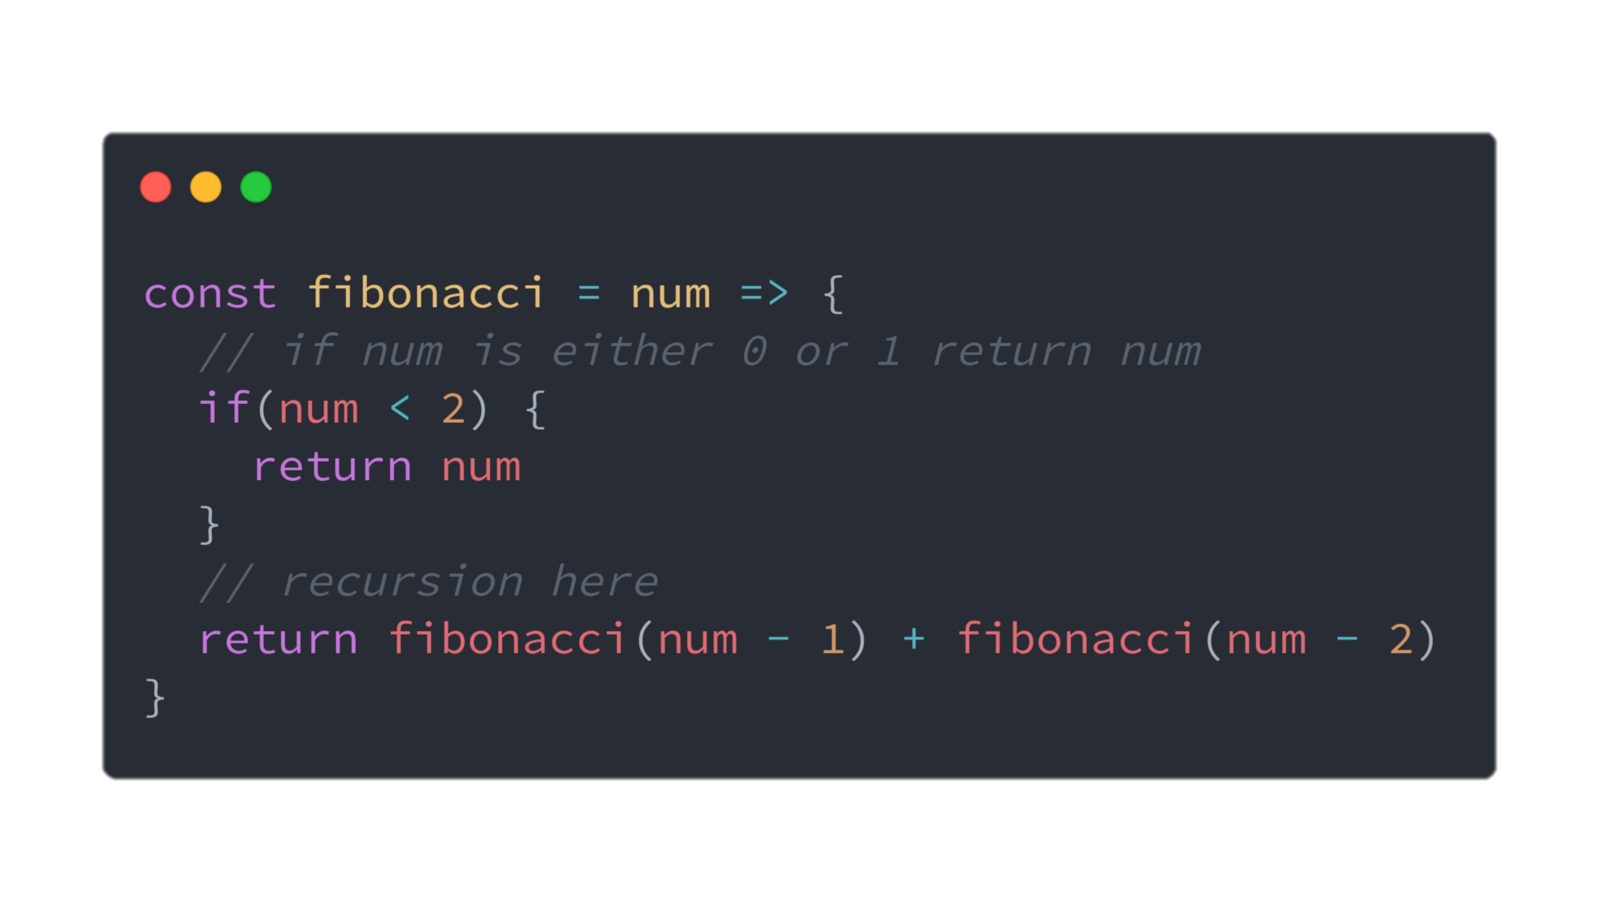 const fibonacci = num => {
  // if num is either 0 or 1 return num
  if(num < 2) {
    return num
  }
  // recursion here
  return fibonacci(num - 1) + fibonacci(num - 2)
}